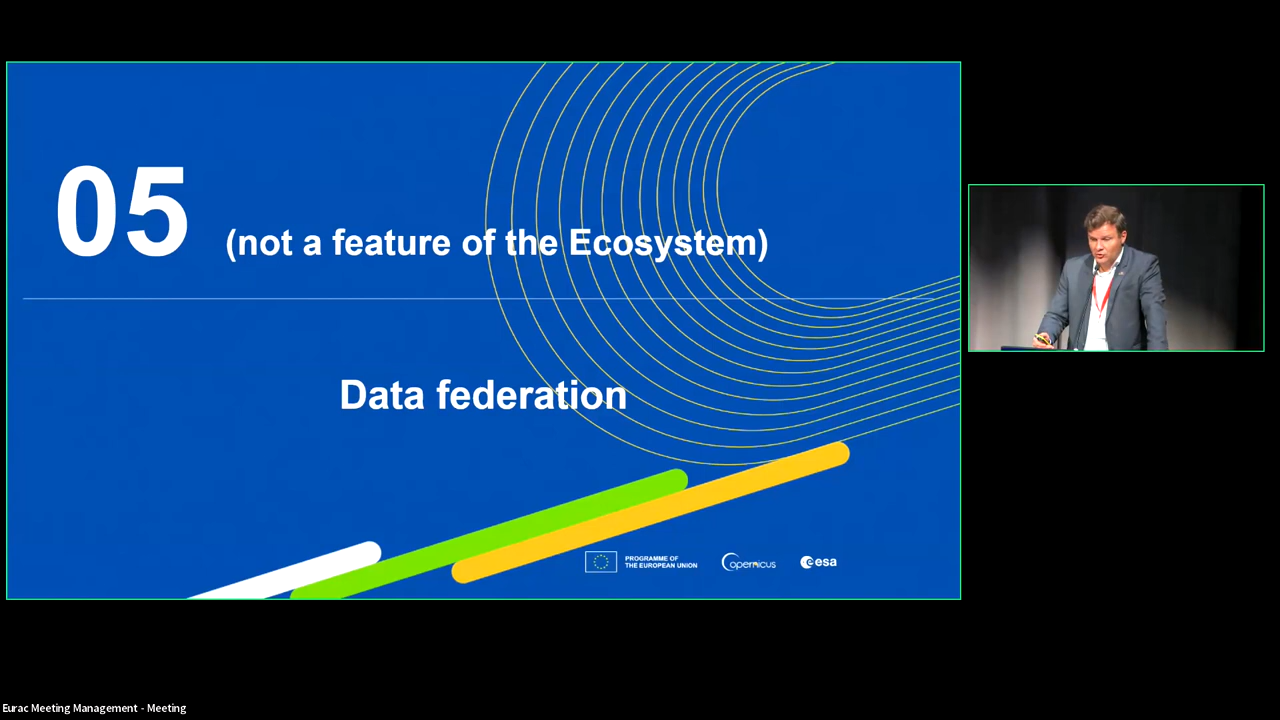 05 (not a feature of the Ecosystem)
Data federation
PROGRAMME OF
THE EUROPEAN UNION
opernicus
esa
Eurac Meeting Management - Meeting